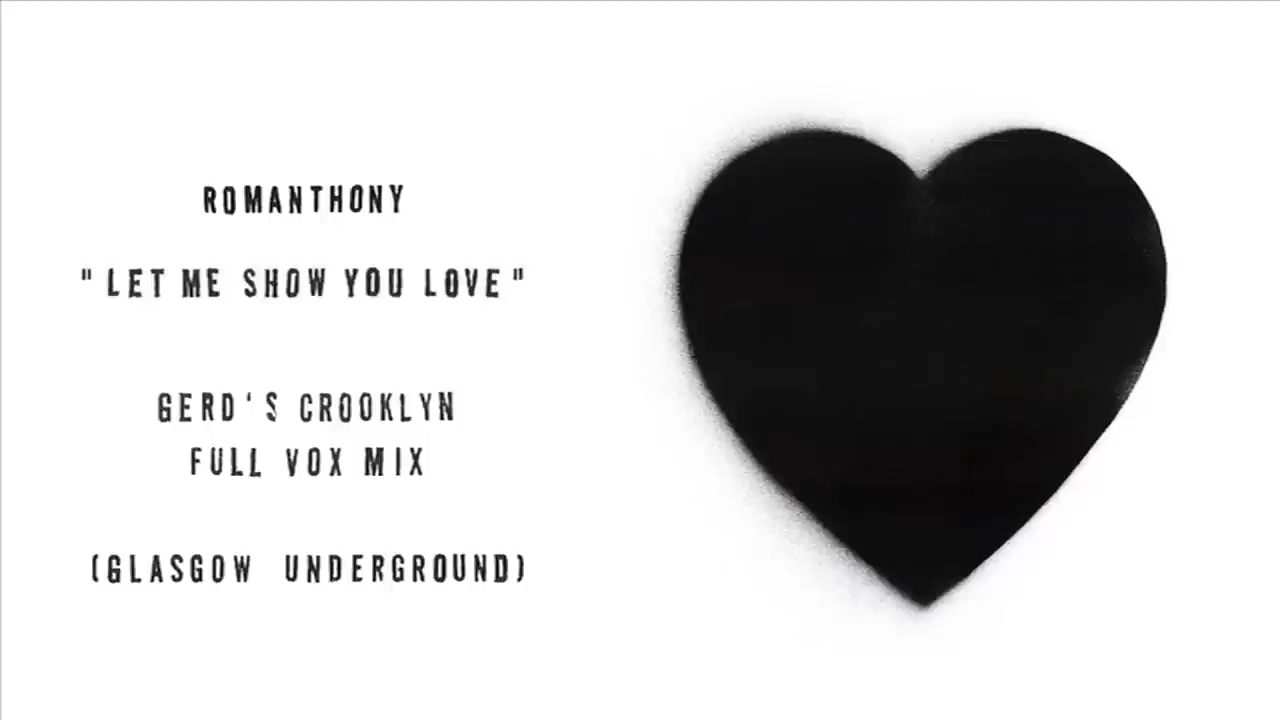 ROMANTHONY
"LET ME SHOW YOU LOVE"
GERD'S CROOKLYN
FULL VOX MIX
(GLASGOW UNDERGROUND)